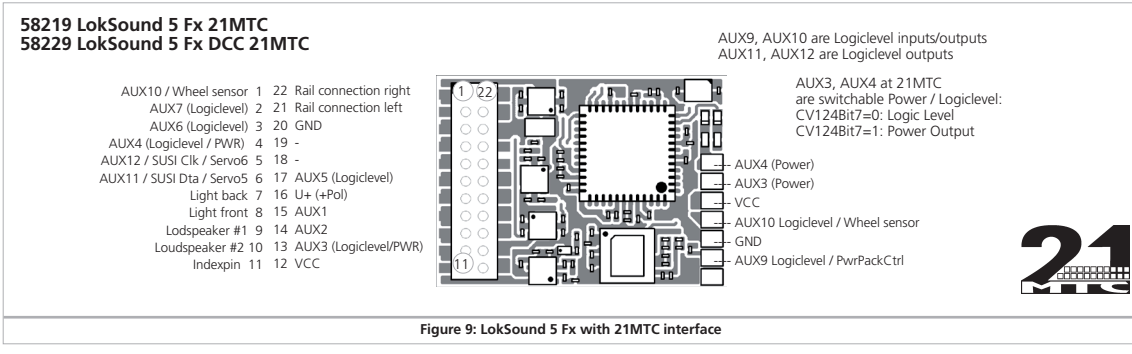 58219 LokSound 5 Fx 21MTC
58229 LokSound 5 Fx DCC 21MTC
AUX9, AUX10 are Logiclevel inputs/outputs
AUX11, AUX12 are Logiclevel outputs
AUX3, AUX4 at 21MTC
are switchable Power / Logiclevel:
CV124Bit7=0: Logic Level
CV124Bit7=1: Power Output
AUX10 / Wheel sensor 1 22 Rail connection right
AUX7 (Logiclevel) 2 21 Rail connection left
AUX6 (Logiclevel) 3 20 GND
AUX4 (Logiclevel / PWR) 4 19 -
AUX12 / SUSI Clk / Servo6 5 18 -
AUX11 / SUSI Dta / Servo5 6 17 AUX5 (Logiclevel)
Light back 7 16 U+ (+Pol)
Light front 8 15 AUX1
Lodspeaker #1 9 14 AUX2
Loudspeaker #2 10 13 AUX3 (Logiclevel/PWR)
Indexpin 11 12 VCC
1 22
11
AUX4 (Power)
AUX3 (Power)
VCC
AUX10 Logiclevel / Wheel sensor
GND
AUX9 Logiclevel / PwrPackCtrl
21
MTC
Figure 9: LokSound 5 Fx with 21MTC interface